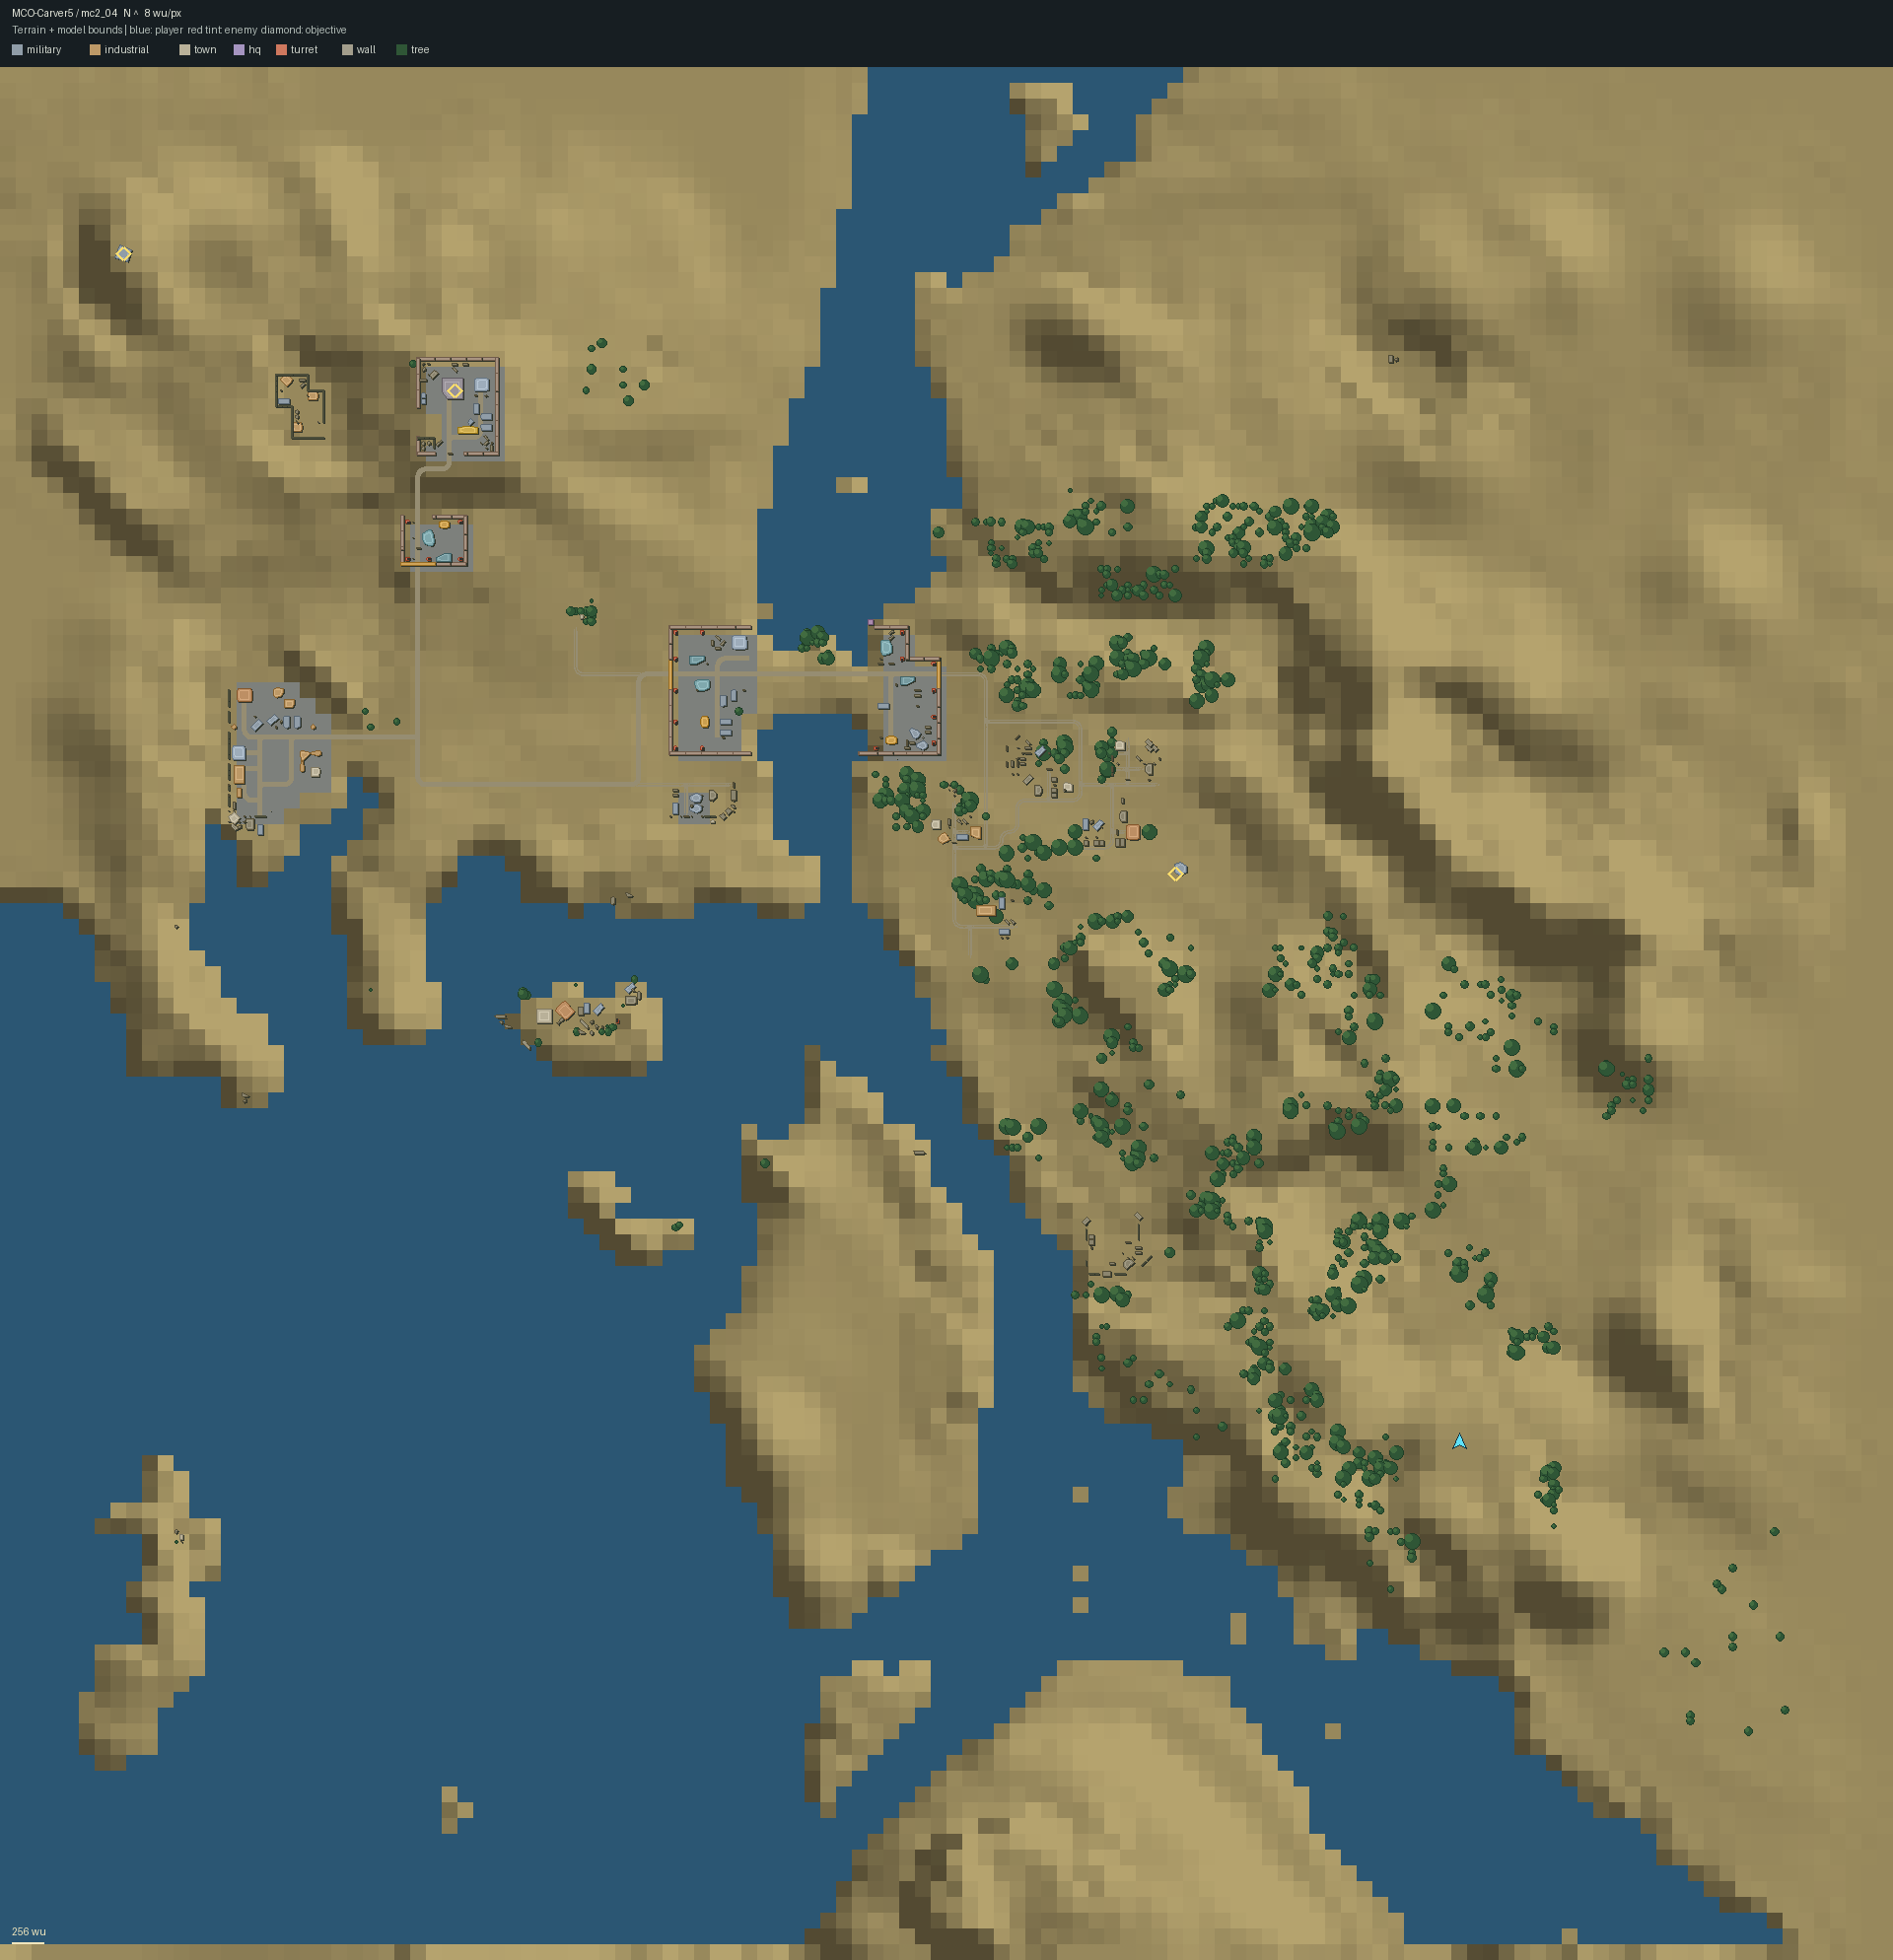 MCO-Carver5 / mc2_04 N ^ 8 wu/px
Terrain + model bounds | blue: player red tint: enemy diamond: objective
military industrial town hq turret wall tree
256 wu